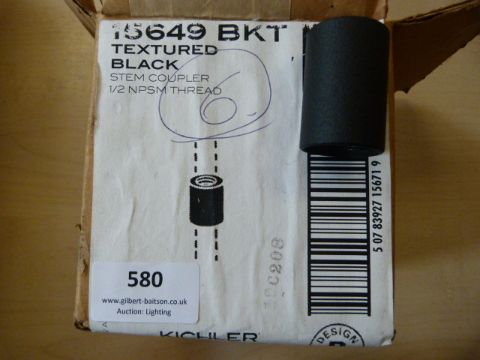 15649 BKT
TEXTURED
BLACK
STEM COUPLER
1/2 NPSM THREAD
6
5 07 83927 15671 9
580
www.gilbert-baitson.co.uk
Auction: Lighting
KICHLER
DESIGN